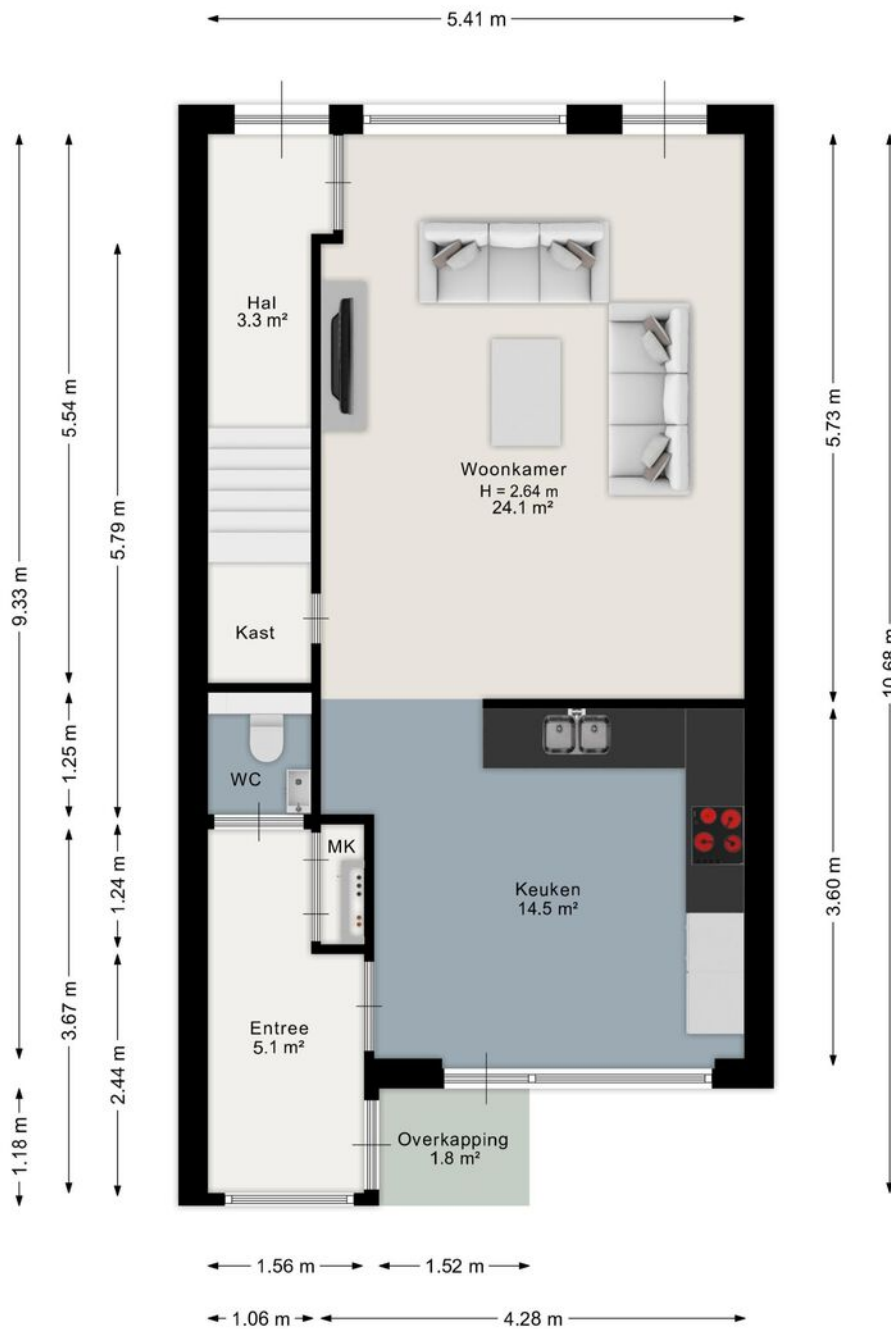 5.41 m
Hal
3.3 m²
5.54 m
5.73 m
Woonkamer
H = 2.64 m
24.1 m²
5.79 m
9.33 m
Kast
10.68 m
1.25 m
WC
MK
1.24 m
Keuken
14.5 m²
3.60 m
3.67 m
Entree
5.1 m²
2.44 m
1.18 m
Overkapping
1.8 m²
1.56 m
1.52 m
1.06 m
4.28 m